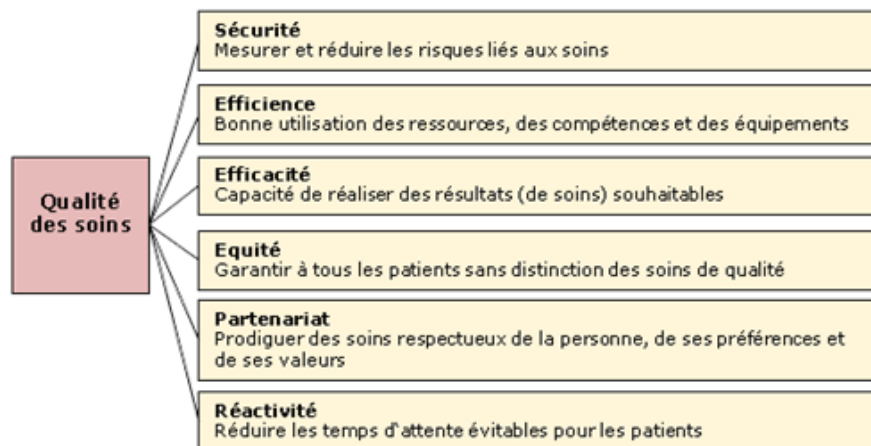 Sécurité
Mesurer et réduire les risques liés aux soins
Efficience
Bonne utilisation des ressources, des compétences et des équipements
Efficacité
Capacité de réaliser des résultats (de soins) souhaitables
Qualité
des soins
Equité
Garantir à tous les patients sans distinction des soins de qualité
Partenariat
Prodiguer des soins respectueux de la personne, de ses préférences et
de ses valeurs
Réactivité
Réduire les temps d'attente évitables pour les patients